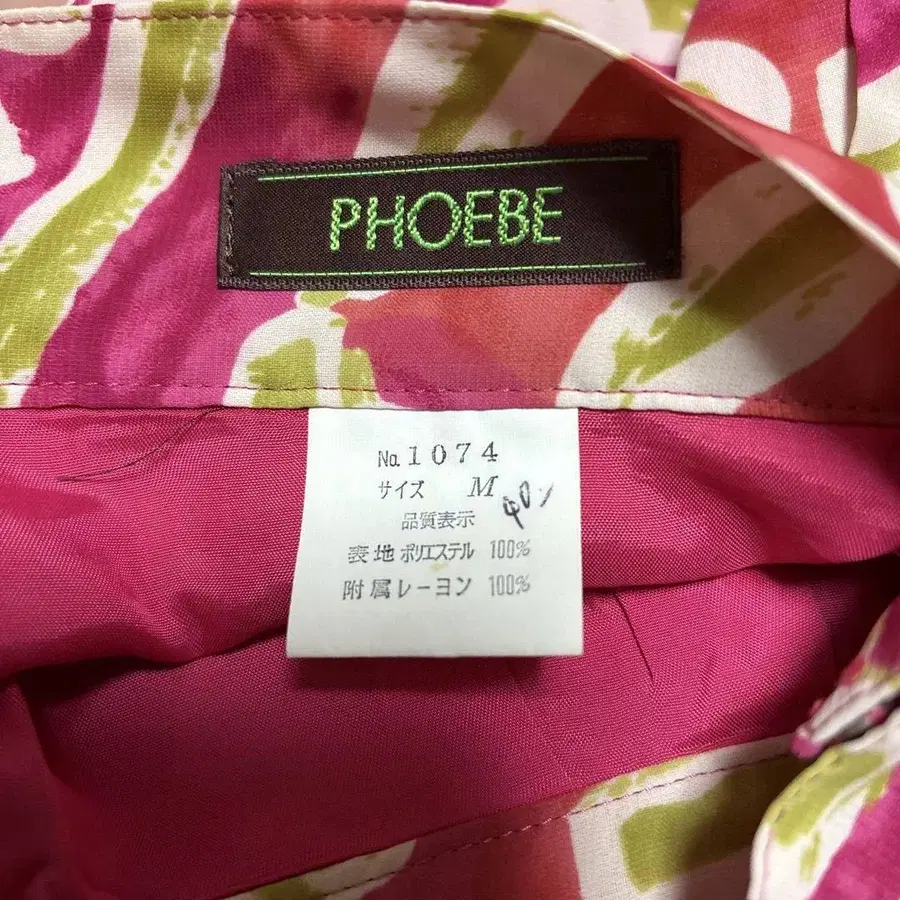 PHOEBE
№ 1074
サイズ M 40
品質表示
表地 ポリエステル 100%
附属 レーヨン 100%